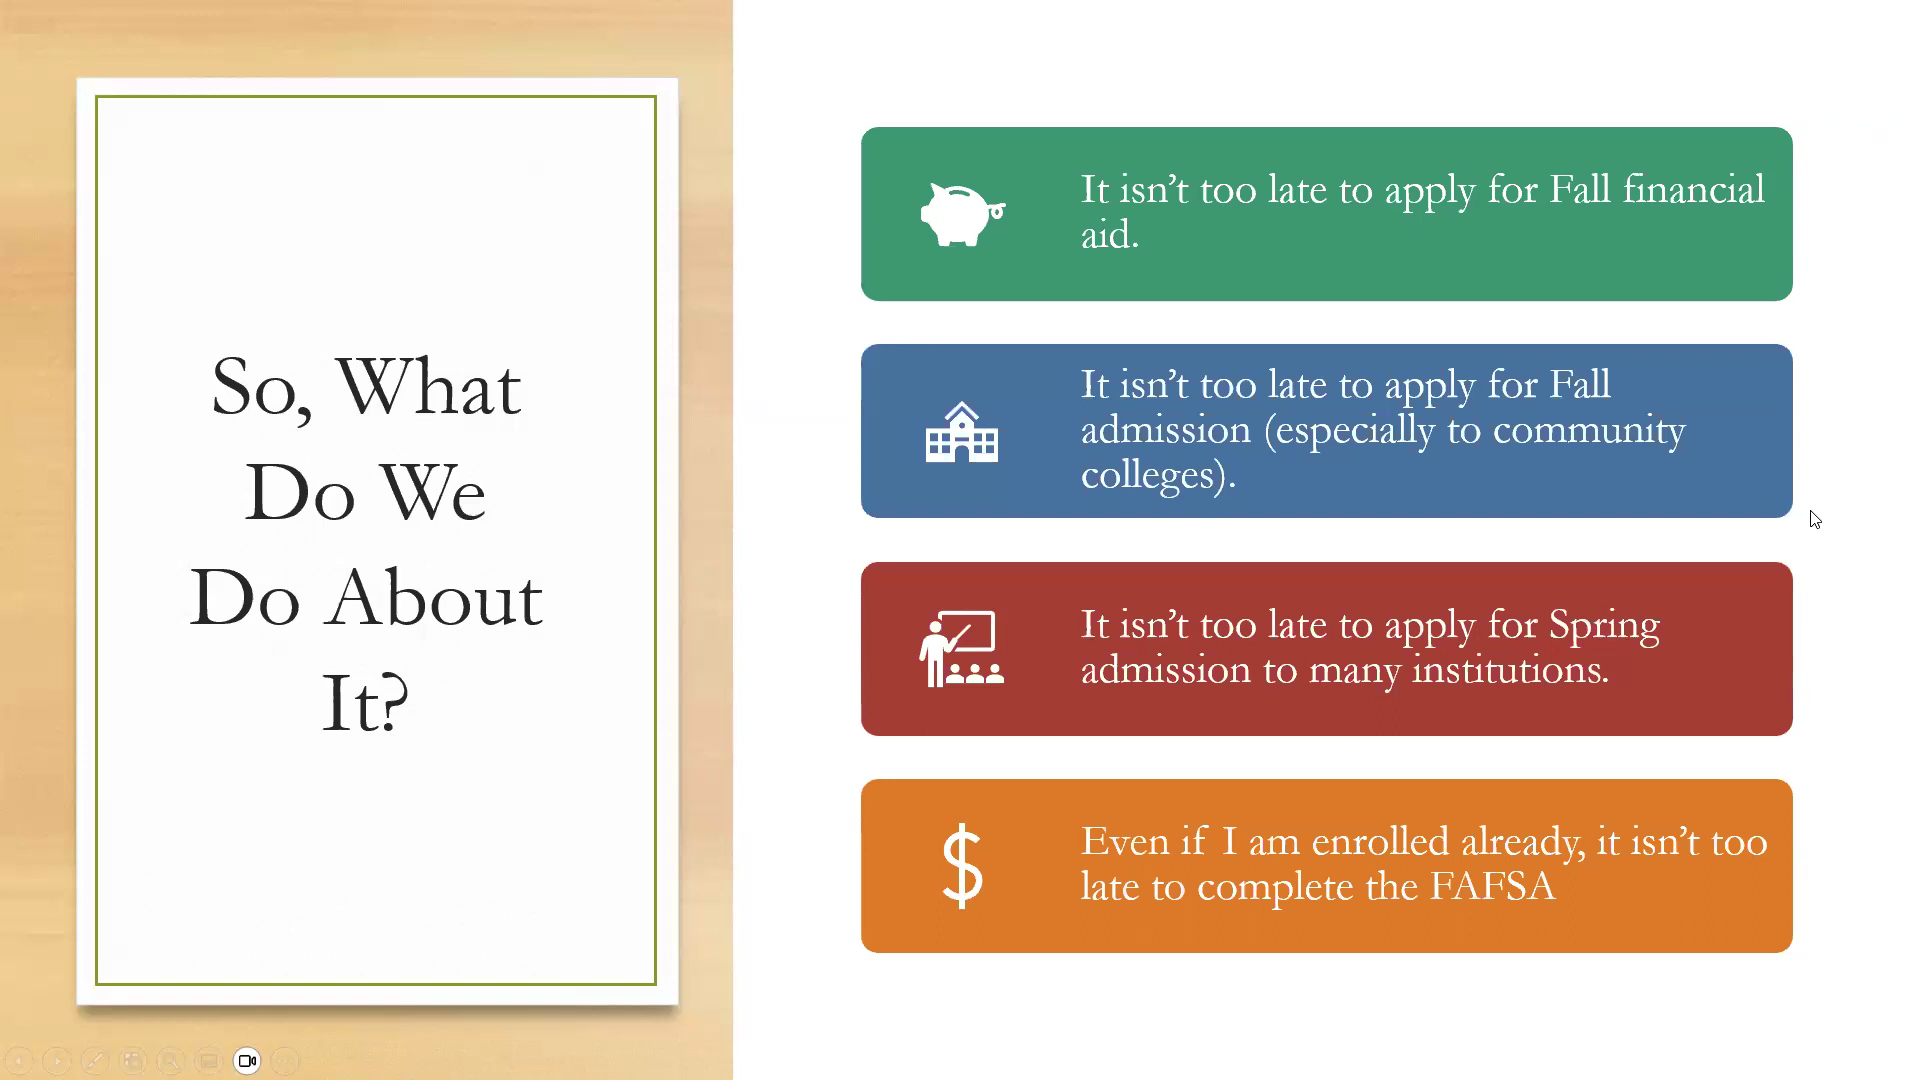 So, What
Do We
Do About
It?
It isn’t too late to apply for Fall financial
aid.
It isn’t too late to apply for Fall
admission (especially to community
colleges).
It isn’t too late to apply for Spring
admission to many institutions.
Even if I am enrolled already, it isn’t too
late to complete the FAFSA